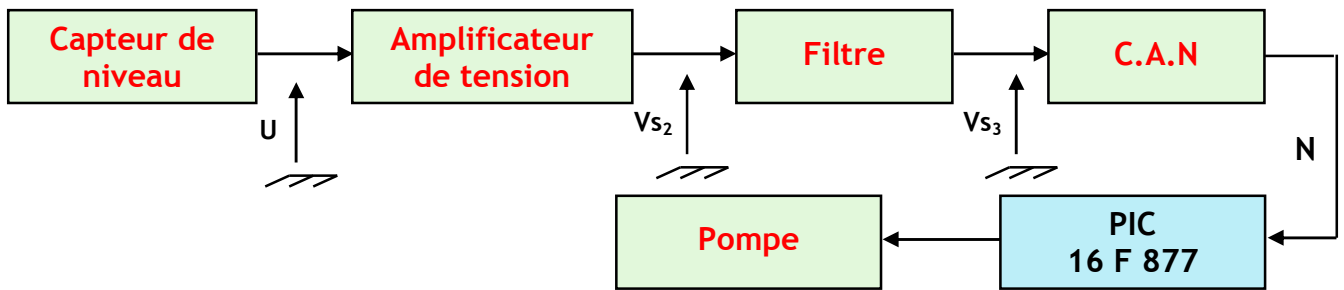 Capteur de
niveau
Amplificateur
de tension
Filtre
C.A.N
U
Vs2
Vs3
N
Pompe
PIC
16 F 877